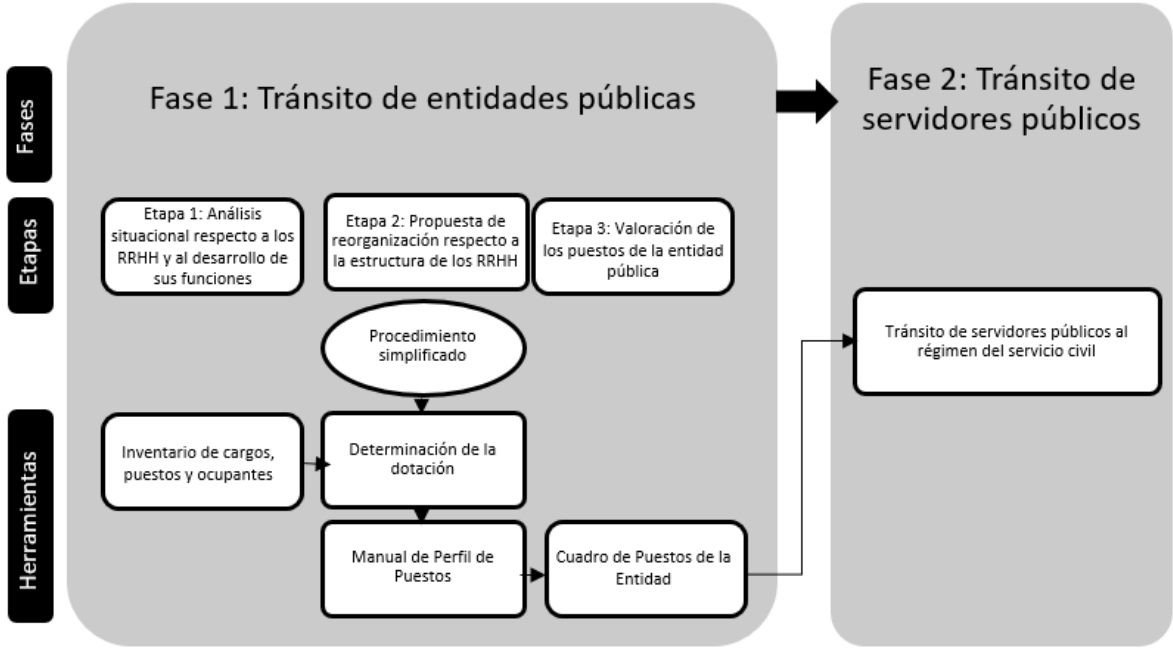 Fases
Fase 1: Tránsito de entidades públicas
Fase 2: Tránsito de
servidores públicos
Etapas
Etapa 1: Análisis
situacional respecto a los
RRHH y al desarrollo de
sus funciones
Etapa 2: Propuesta de
reorganización respecto a
la estructura de los RRHH
Etapa 3: Valoración de
los puestos de la entidad
pública
Procedimiento
simplificado
Tránsito de servidores públicos al
régimen del servicio civil
Herramientas
Inventario de cargos,
puestos y ocupantes
Determinación de la
dotación
Manual de Perfil de
Puestos
Cuadro de Puestos de la
Entidad